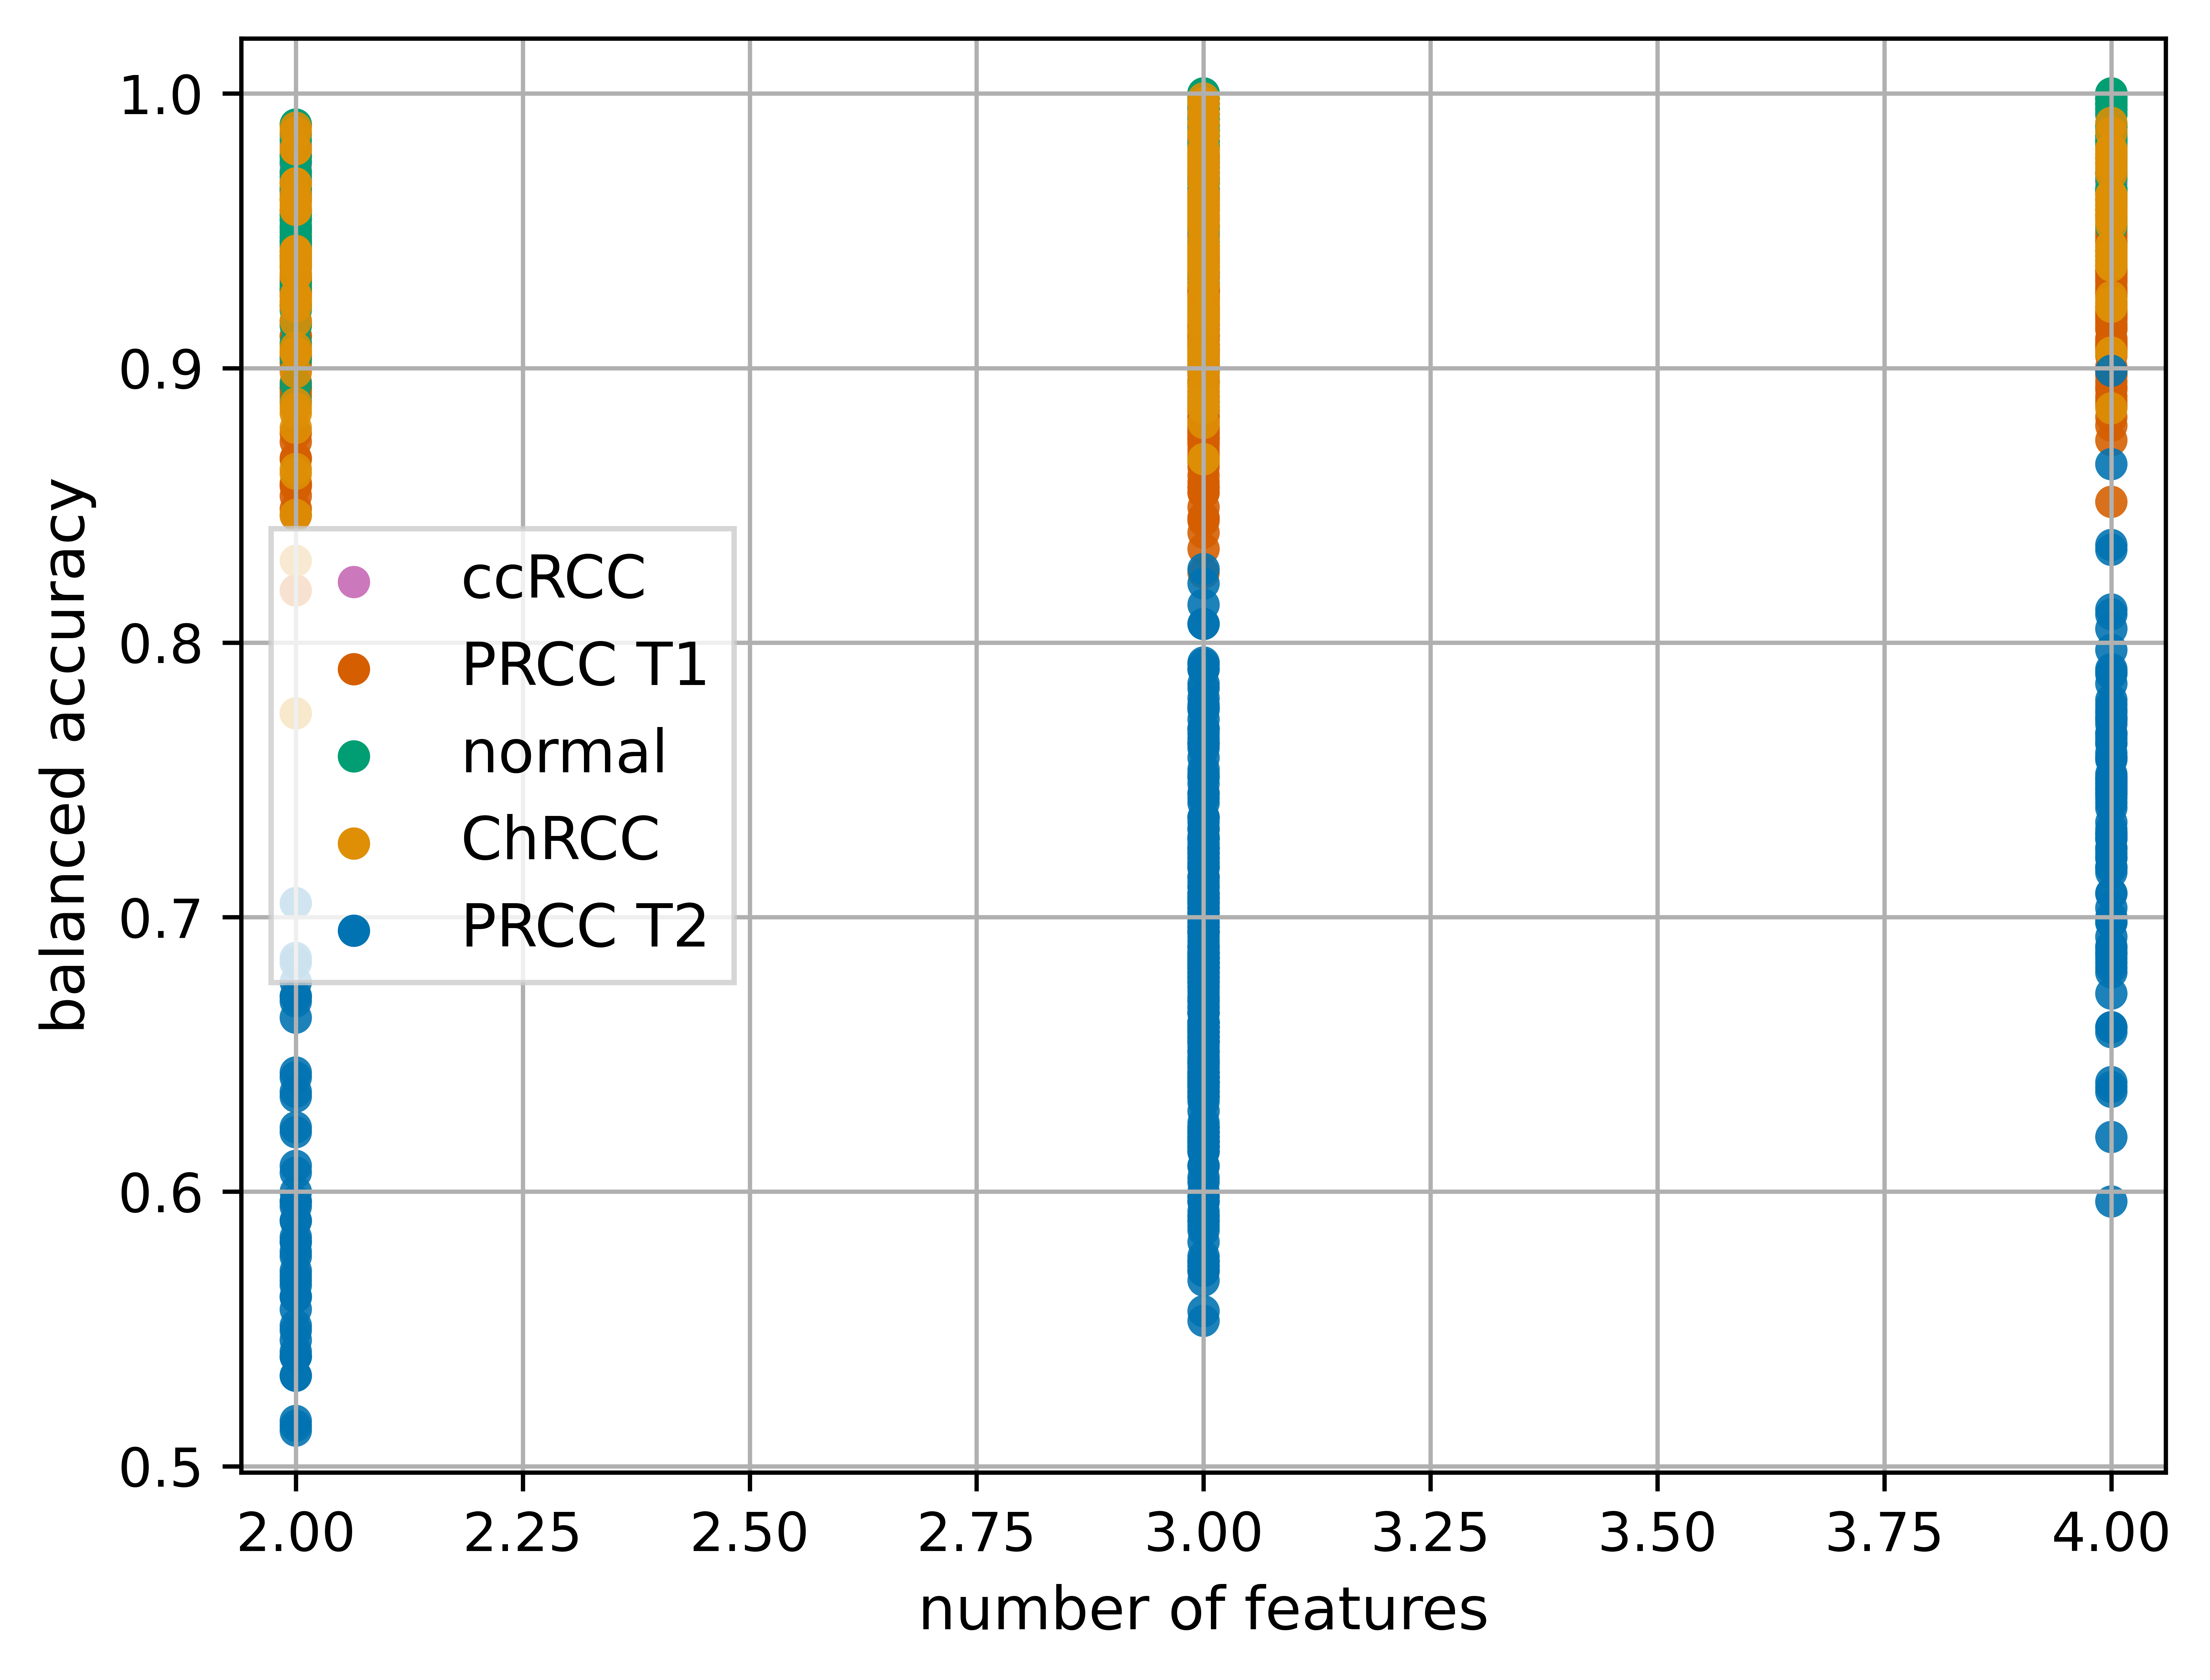 1.0
0.9
0.8
0.7
0.6
0.5
balanced accuracy
ccRCC
PRCC T1
normal
ChRCC
PRCC T2
2.00 2.25 2.50 2.75 3.00 3.25 3.50 3.75 4.00
number of features